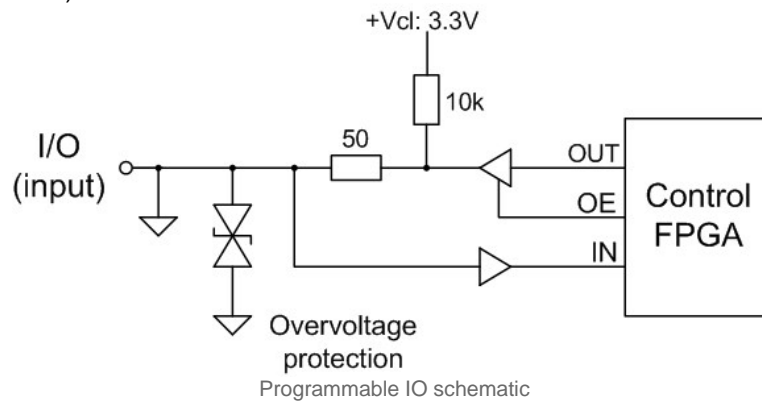 +Vcl: 3.3V
10k
50
I/O
(input)
OUT
OE
IN
Control
FPGA
Overvoltage
protection
Programmable IO schematic